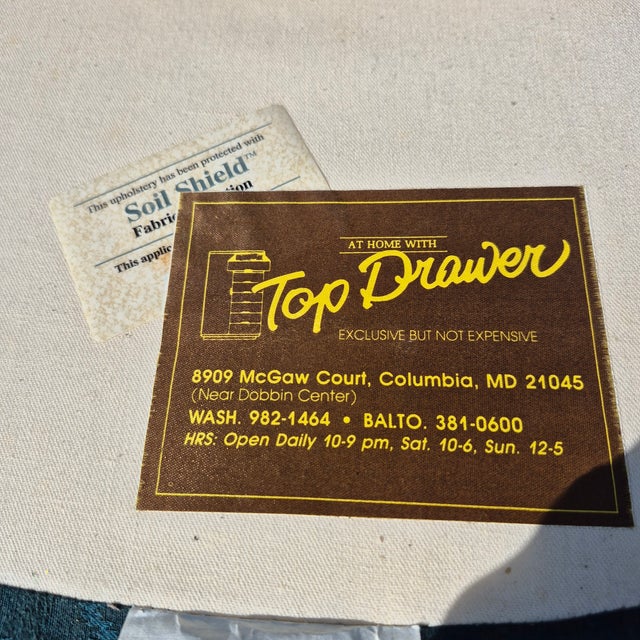 This upholstery has been protected with
Soil Shield™
Fabric
This applic
AT HOME WITH
Top Drawer
EXCLUSIVE BUT NOT EXPENSIVE
8909 McGaw Court, Columbia, MD 21045
(Near Dobbin Center)
WASH. 982-1464 • BALTO. 381-0600
HRS: Open Daily 10-9 pm, Sat. 10-6, Sun. 12-5